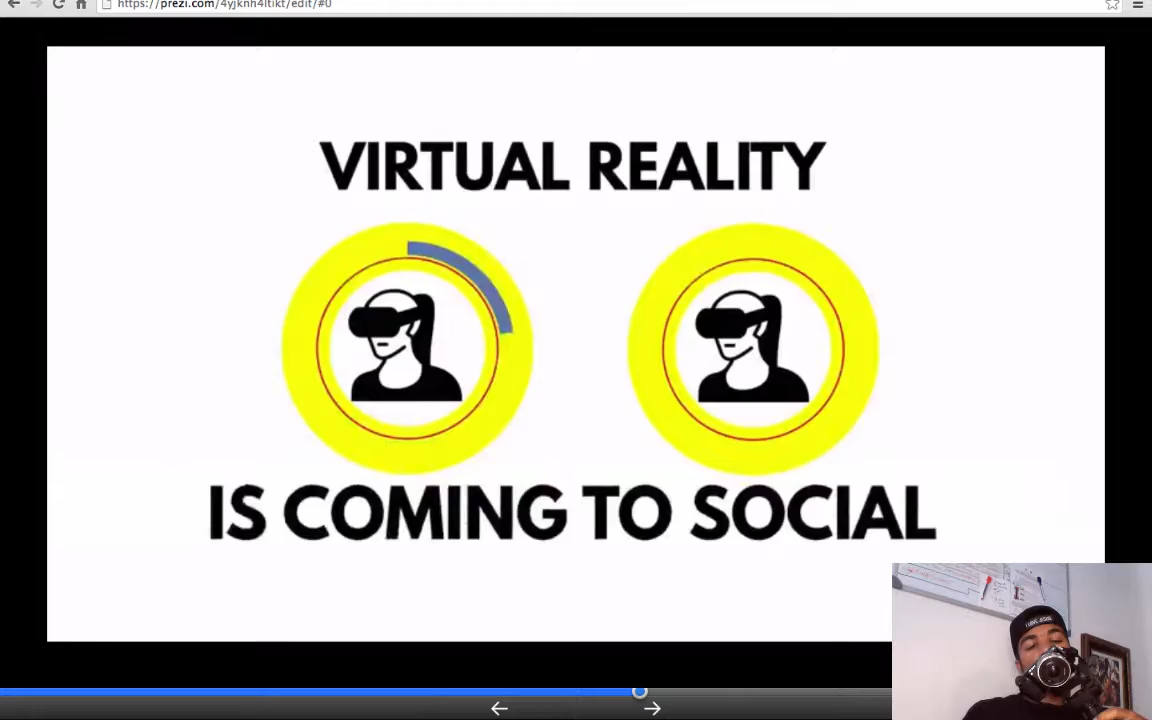 https://prezi.com/4yjknh4ltikt/edit/#0
VIRTUAL REALITY
IS COMING TO SOCIAL